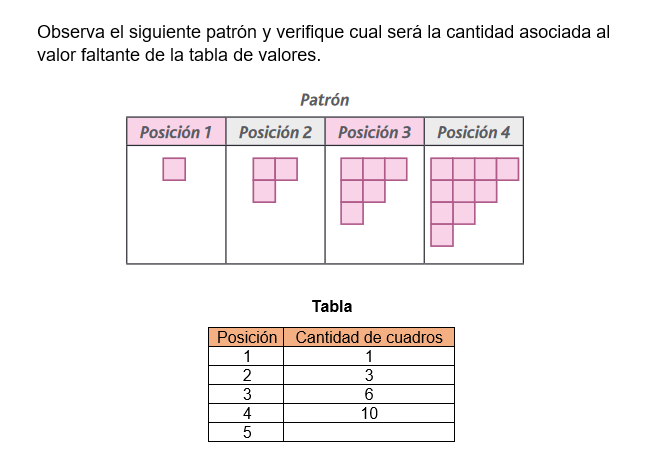 Observa el siguiente patrón y verifique cual será la cantidad asociada al
valor faltante de la tabla de valores.
Patrón
Posición 1 Posición 2 Posición 3 Posición 4
Tabla
Posición Cantidad de cuadros
1 1
2 3
3 6
4 10
5